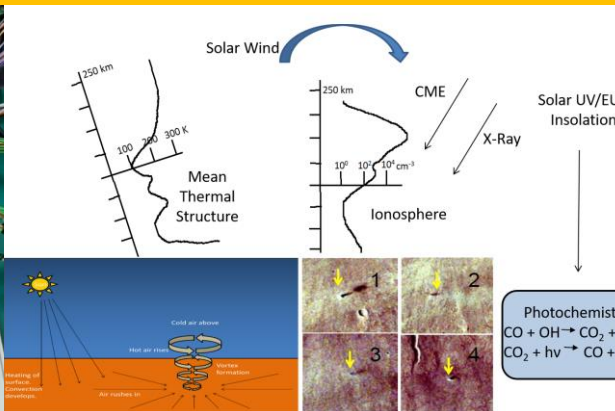 Solar Wind
250 km
100 200 300 K
Mean
Thermal
Structure
250 km
10⁰ 10² 10⁴ cm⁻³
Ionosphere
CME
X-Ray
Solar UV/EU
Insolation
Cold air above
Hot air rises
Vortex
formation
Heating of
surface.
Convection
develops.
Air rushes in
1
2
3
4
Photochemist
CO + OH → CO₂ +
CO₂ + hν → CO +